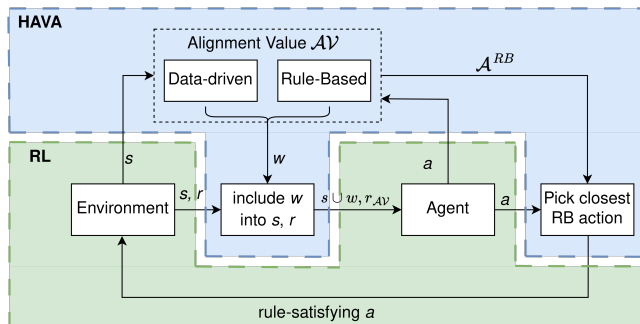 HAVA
Alignment Value 𝒜𝒱
Data-driven
Rule-Based
𝒜^{RB}
s
w
a
RL
s, r
Environment
include w
into s, r
s ∪ w, r_{𝒜𝒱}
Agent
a
Pick closest
RB action
rule-satisfying a